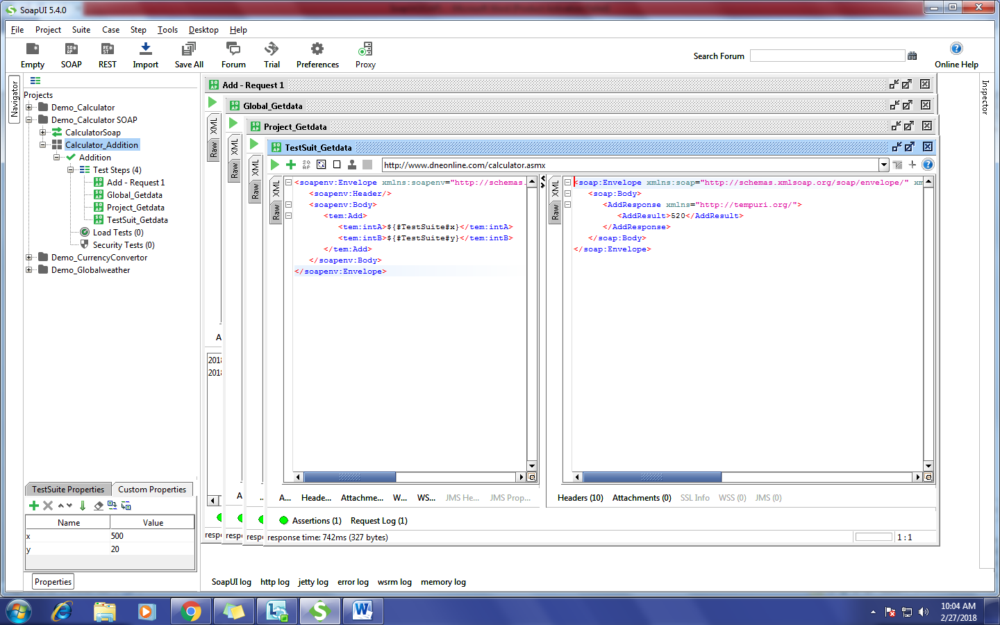 SoapUI 5.4.0
File Project Suite Case Step Tools Desktop Help
Empty SOAP REST Import Save All Forum Trial Preferences Proxy Search Forum Online Help
Navigator
Inspector
Projects
Demo_Calculator
Demo_Calculator SOAP
CalculatorSoap
Calculator_Addition
Addition
Test Steps (4)
Add - Request 1
Global_Getdata
Project_Getdata
TestSuit_Getdata
Load Tests (0)
Security Tests (0)
Demo_CurrencyConvertor
Demo_Globalweather
TestSuite Properties Custom Properties
Name Value
x 500
y 20
Properties
Add - Request 1
XML
Raw
A
2018
2018
respo
Global_Getdata
XML
Raw
A
respo
Project_Getdata
XML
Raw
...
respo
TestSuit_Getdata
http://www.dneonline.com/calculator.asmx
XML
Raw
<soapenv:Envelope xmlns:soapenv="http://schemas.
<soapenv:Header/>
<soapenv:Body>
<tem:Add>
<tem:intA>${#TestSuite#x}</tem:intA>
<tem:intB>${#TestSuite#y}</tem:intB>
</tem:Add>
</soapenv:Body>
</soapenv:Envelope>
XML
Raw
<soap:Envelope xmlns:soap="http://schemas.xmlsoap.org/soap/envelope/" xm
<soap:Body>
<AddResponse xmlns="http://tempuri.org/">
<AddResult>520</AddResult>
</AddResponse>
</soap:Body>
</soap:Envelope>
A... Heade... Attachme... W... WS... JMS He... JMS Prop...
Headers (10) Attachments (0) SSL Info WSS (0) JMS (0)
Assertions (1) Request Log (1)
response time: 742ms (327 bytes) 1 : 1
SoapUI log http log jetty log error log wsrm log memory log
10:04 AM
2/27/2018